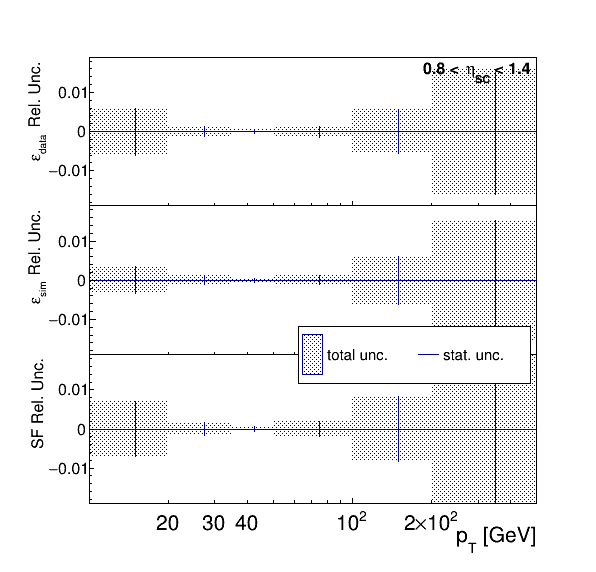 0.8 < η_SC < 1.4
ε_data Rel. Unc.
0.01
0
−0.01
ε_sim Rel. Unc.
0.01
0
−0.01
total unc. stat. unc.
SF Rel. Unc.
0.01
0
−0.01
20 30 40 10² 2×10²
p_T [GeV]